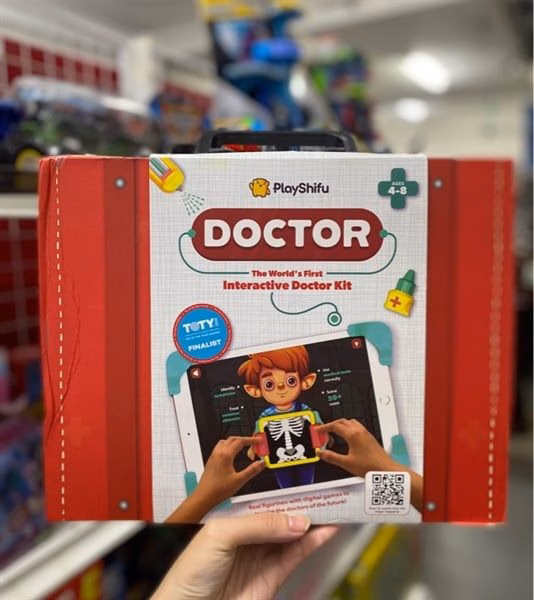 PlayShifu
AGES
4-8
DOCTOR
The World's First
Interactive Doctor Kit
TOTY
FINALIST
Identify
symptoms
Treat
Use
medical tools
correctly
Solve
50+
cases
Real figurines with digital games to
the doctors of the future!